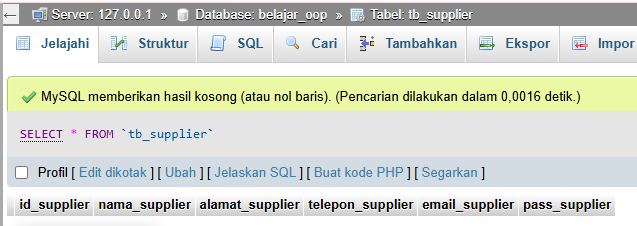 Server: 127.0.0.1 » Database: belajar_oop » Tabel: tb_supplier
Jelajahi Struktur SQL Cari Tambahkan Ekspor Impor
MySQL memberikan hasil kosong (atau nol baris). (Pencarian dilakukan dalam 0,0016 detik.)
SELECT * FROM `tb_supplier`
Profil [ Edit dikotak ] [ Ubah ] [ Jelaskan SQL ] [ Buat kode PHP ] [ Segarkan ]
id_supplier nama_supplier alamat_supplier telepon_supplier email_supplier pass_supplier